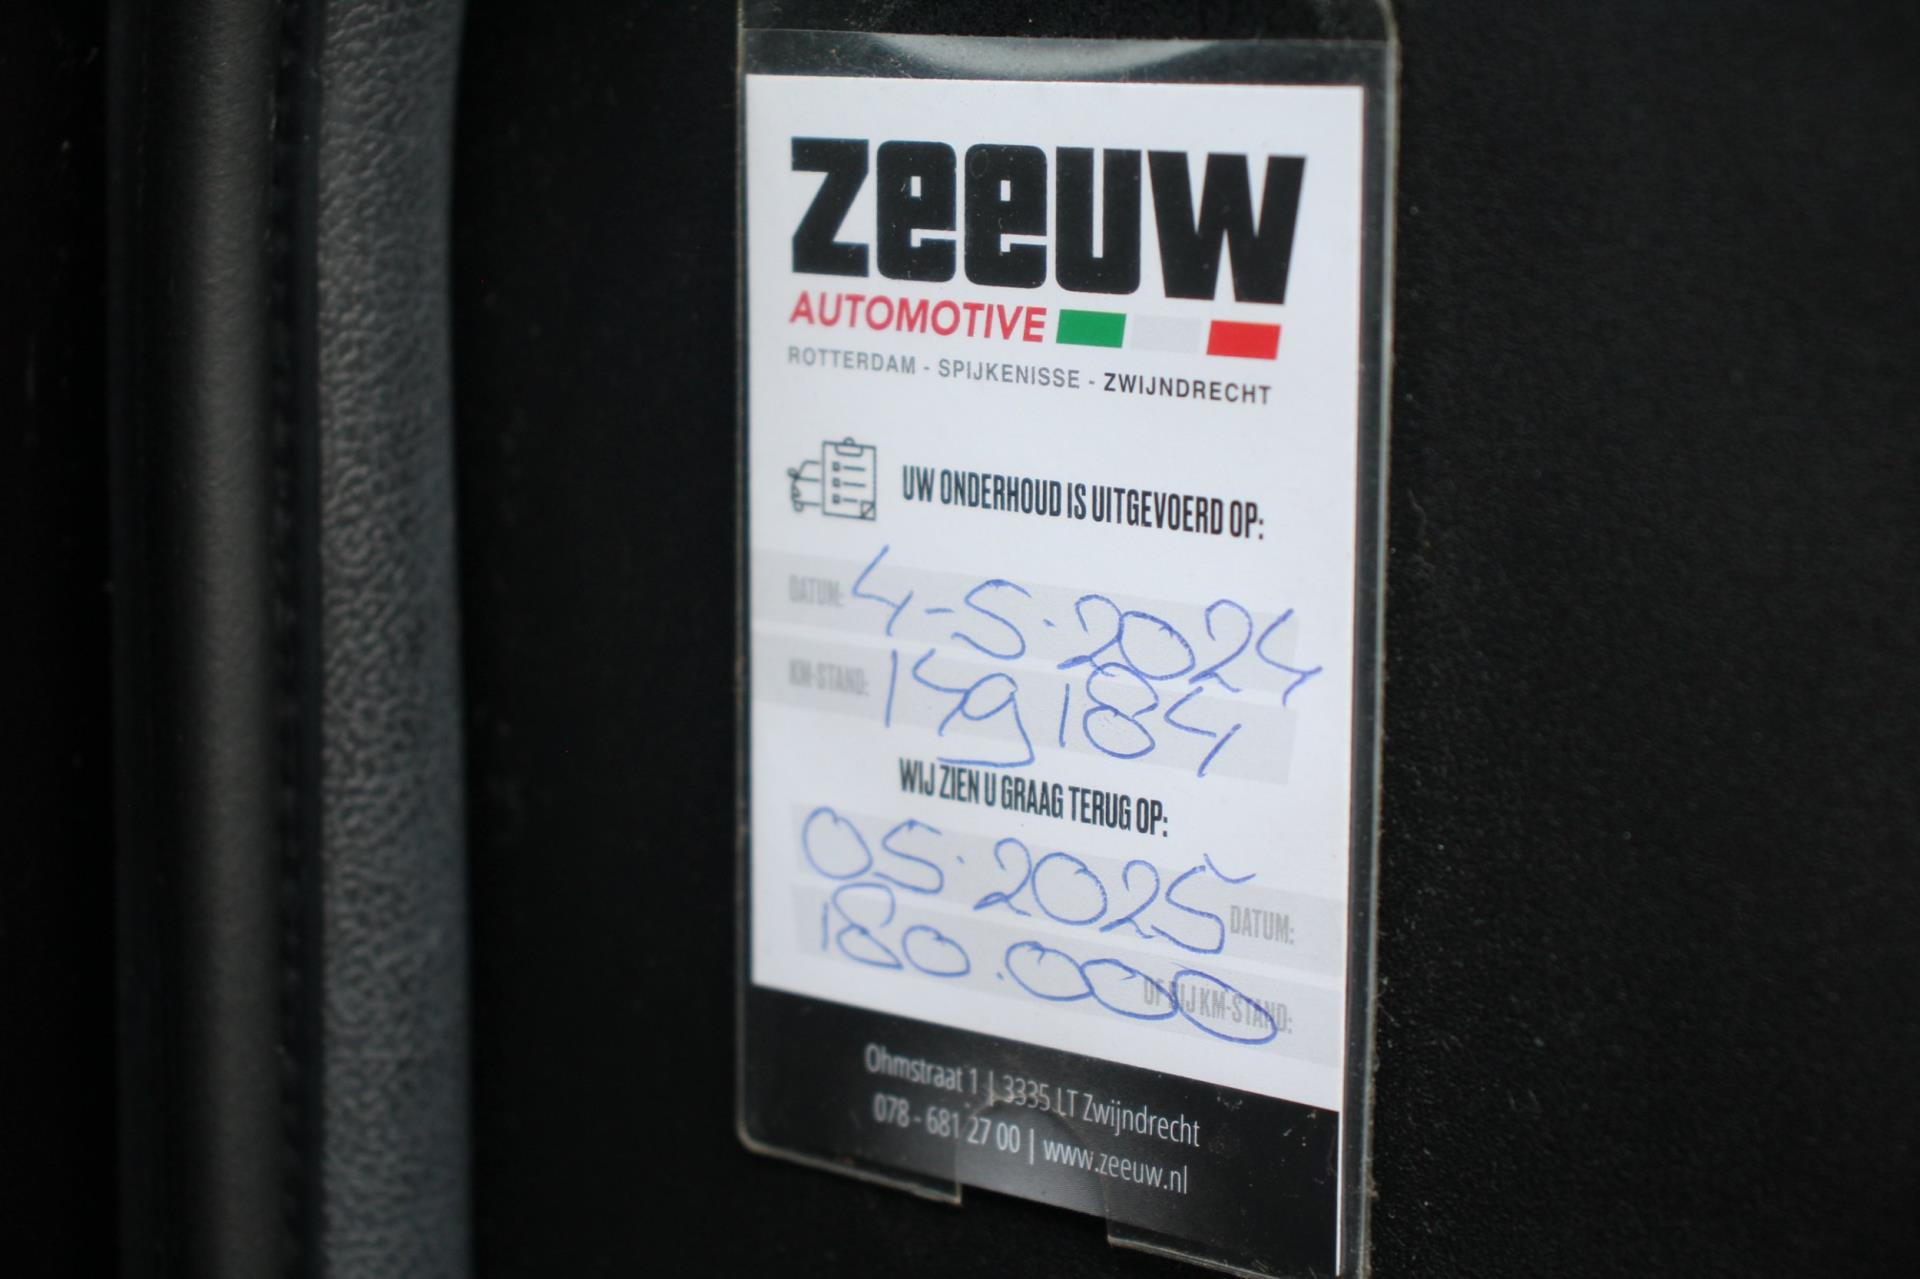 zeeuw
AUTOMOTIVE
ROTTERDAM - SPIJKENISSE - ZWIJNDRECHT
UW ONDERHOUD IS UITGEVOERD OP:
DATUM: 4-5-2024
KM-STAND: 149184
WIJ ZIEN U GRAAG TERUG OP:
05-2025 DATUM:
180.000 OF BIJ KM-STAND:
Ohmstraat 1 | 3335 LT Zwijndrecht
078 - 681 27 00 | www.zeeuw.nl